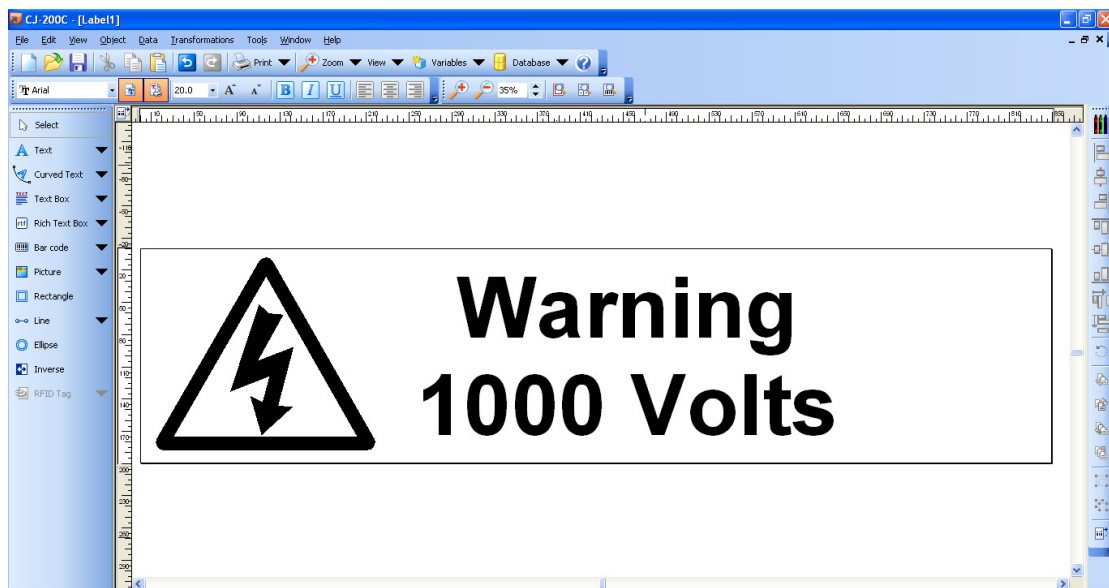 CJ-200C - [Label1]
File Edit View Object Data Transformations Tools Window Help
Print Zoom View Variables Database
Arial 20.0 B I U 35%
Select
Text
Curved Text
Text Box
Rich Text Box
Bar code
Picture
Rectangle
Line
Ellipse
Inverse
RFID Tag
Warning
1000 Volts